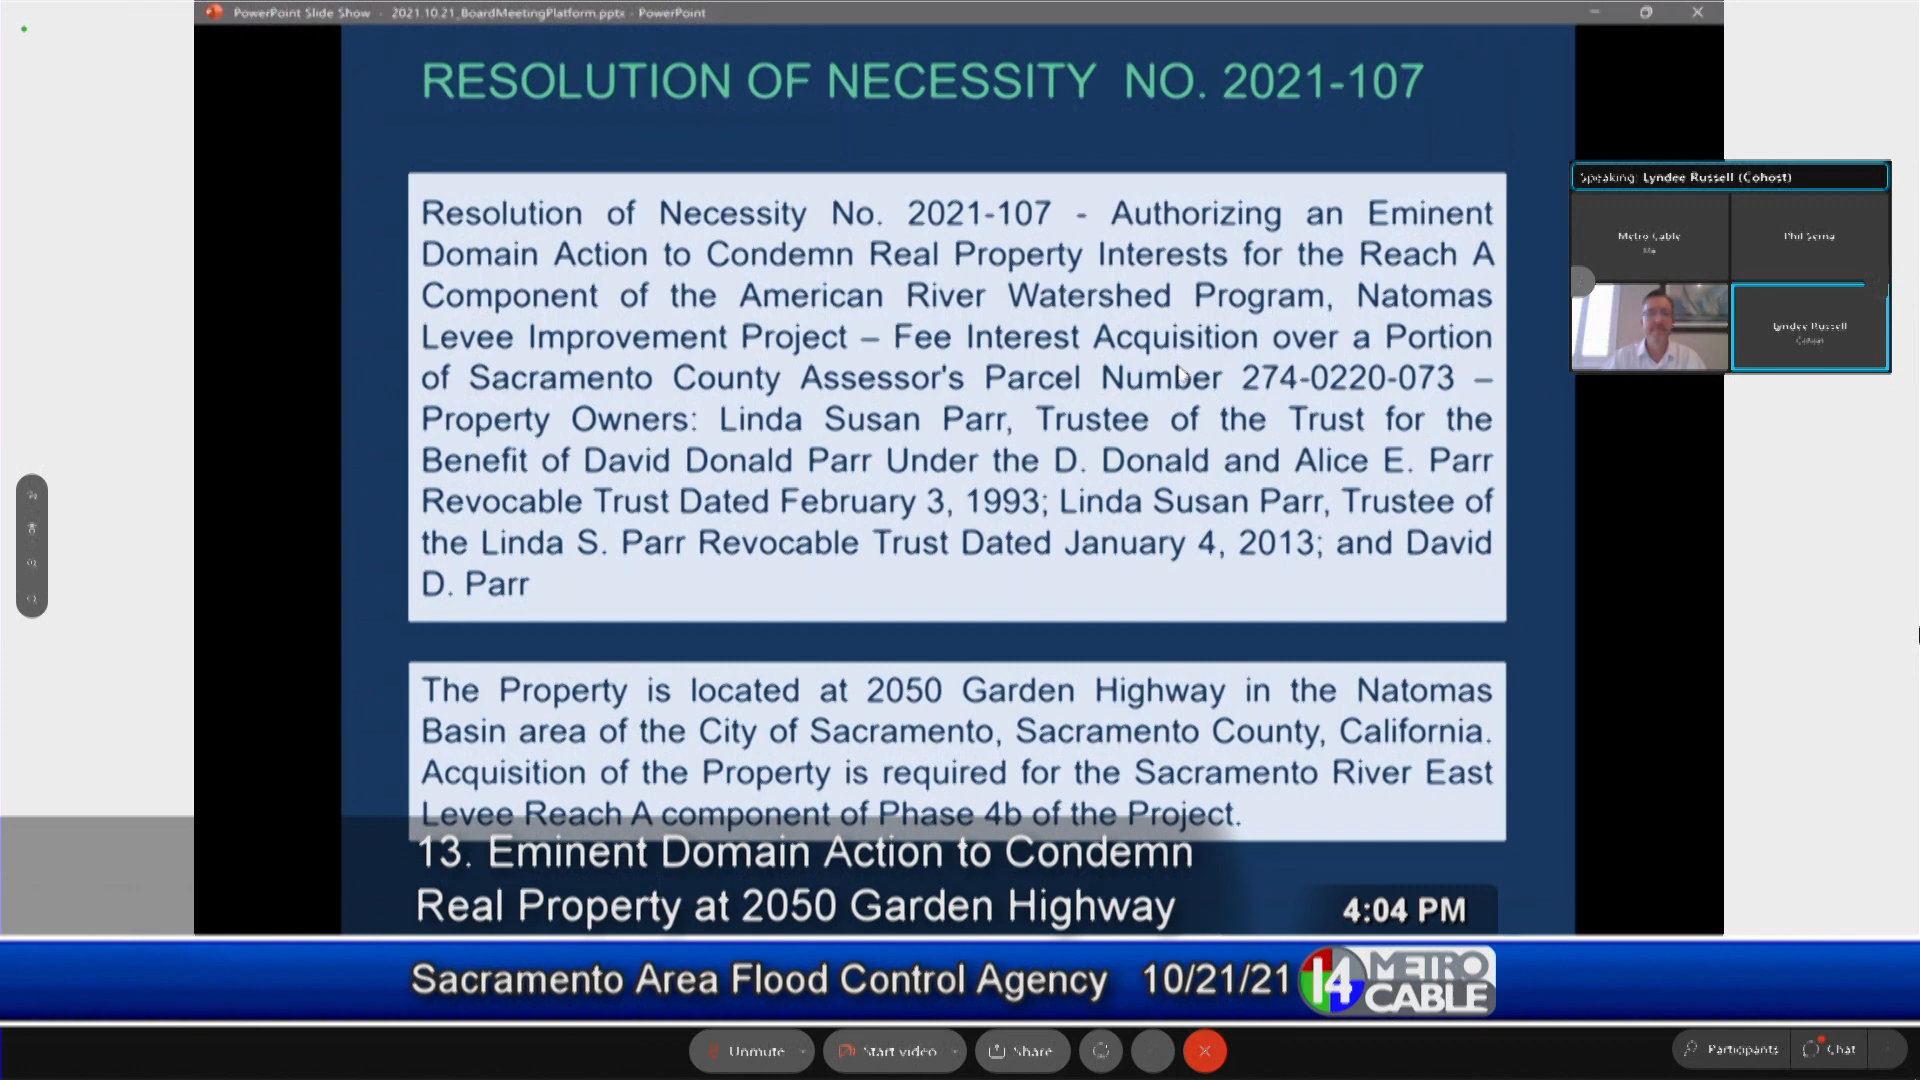 PowerPoint Slide Show - 2021.10.21_BoardMeetingPlatform.pptx - PowerPoint
RESOLUTION OF NECESSITY NO. 2021-107
Resolution of Necessity No. 2021-107 - Authorizing an Eminent
Domain Action to Condemn Real Property Interests for the Reach A
Component of the American River Watershed Program, Natomas
Levee Improvement Project – Fee Interest Acquisition over a Portion
of Sacramento County Assessor's Parcel Number 274-0220-073 –
Property Owners: Linda Susan Parr, Trustee of the Trust for the
Benefit of David Donald Parr Under the D. Donald and Alice E. Parr
Revocable Trust Dated February 3, 1993; Linda Susan Parr, Trustee of
the Linda S. Parr Revocable Trust Dated January 4, 2013; and David
D. Parr
The Property is located at 2050 Garden Highway in the Natomas
Basin area of the City of Sacramento, Sacramento County, California.
Acquisition of the Property is required for the Sacramento River East
Levee Reach A component of Phase 4b of the Project.
Speaking: Lyndee Russell (Cohost)
Metro Cable
Me
Phil Serna
Lyndee Russell
Cohost
13. Eminent Domain Action to Condemn
Real Property at 2050 Garden Highway
4:04 PM
Sacramento Area Flood Control Agency 10/21/21
14 METRO
CABLE
Unmute
Start video
Share
Participants
Chat